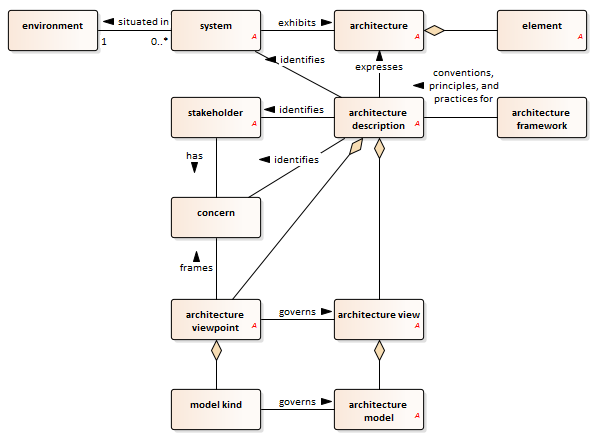 environment
situated in
1
0..*
system
A
exhibits
architecture
A
element
A
identifies
expresses
conventions,
principles, and
practices for
stakeholder
A
identifies
architecture
description
A
architecture
framework
has
identifies
concern
frames
architecture
viewpoint
A
governs
architecture view
A
model kind
governs
architecture
model
A